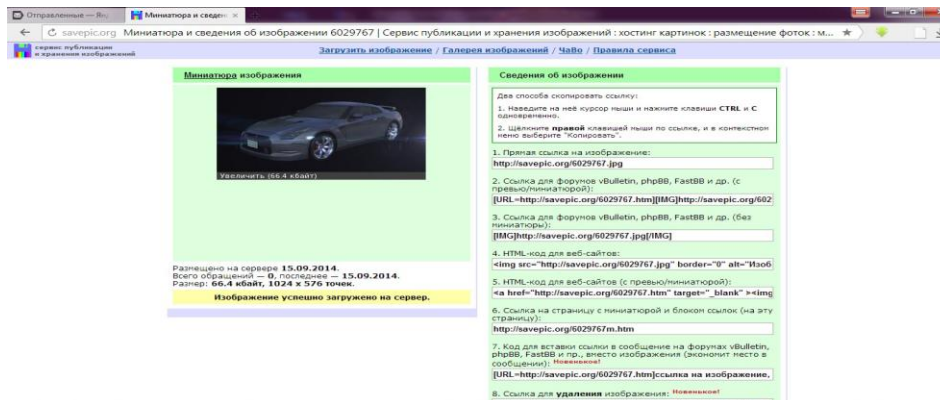 Отправленные — Ян
Миниатюра и сведен
savepic.org Миниатюра и сведения об изображении 6029767 | Сервис публикации и хранения изображений : хостинг картинок : размещение фоток : м...
сервис публикации
и хранения изображений
Загрузить изображение / Галерея изображений / ЧаВо / Правила сервиса
Миниатюра изображения
Увеличить (66.4 кбайт)
Размещено на сервере 15.09.2014.
Всего обращений — 0, последнее — 15.09.2014.
Размер: 66.4 кбайт, 1024 x 576 точек.
Изображение успешно загружено на сервер.
Сведения об изображении
Два способа скопировать ссылку:
1. Наведите на неё курсор мыши и нажмите клавиши CTRL и C
одновременно.
2. Щёлкните правой клавишей мыши по ссылке, и в контекстном
меню выберите "Копировать".
1. Прямая ссылка на изображение:
http://savepic.org/6029767.jpg
2. Ссылка для форумов vBulletin, phpBB, FastBB и др. (с
превью/миниатюрой):
[URL=http://savepic.org/6029767.htm][IMG]http://savepic.org/602
3. Ссылка для форумов vBulletin, phpBB, FastBB и др. (без
миниатюры):
[IMG]http://savepic.org/6029767.jpg[/IMG]
4. HTML-код для веб-сайтов:
<img src="http://savepic.org/6029767.jpg" border="0" alt="Изоб
5. HTML-код для веб-сайтов (с превью/миниатюрой):
<a href="http://savepic.org/6029767.htm" target="_blank" ><img
6. Ссылка на страницу с миниатюрой и блоком ссылок (на эту
страницу):
http://savepic.org/6029767m.htm
7. Код для вставки ссылки в сообщение на форумах vBulletin,
phpBB, FastBB и пр., вместо изображения (экономит место в
сообщении): Новенькое!
[URL=http://savepic.org/6029767.htm]ссылка на изображение,
8. Ссылка для удаления изображения: Новенькое!